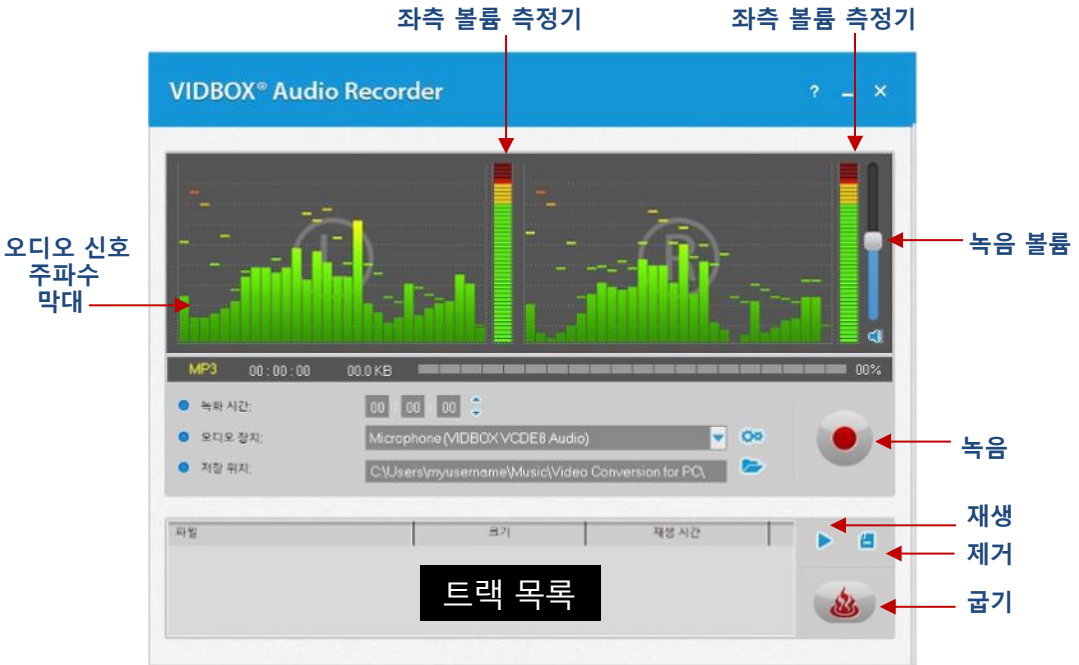 좌측 볼륨 측정기
좌측 볼륨 측정기
VIDBOX® Audio Recorder
?
L
R
오디오 신호
주파수
막대
녹음 볼륨
MP3 00:00:00 00.0 KB 00%
녹화 시간: 00 : 00 : 00
오디오 장치: Microphone (VIDBOX VCDE8 Audio)
저장 위치: C:\Users\myusername\Music\Video Conversion for PC\
녹음
파일 크기 재생 시간
재생
제거
트랙 목록
굽기